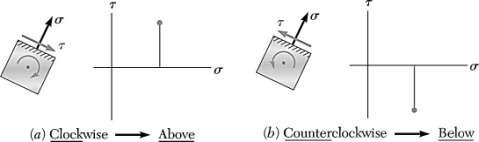 τ
τ
σ
τ
σ
τ
σ
σ
(a) Clockwise ⟶ Above
(b) Counterclockwise ⟶ Below